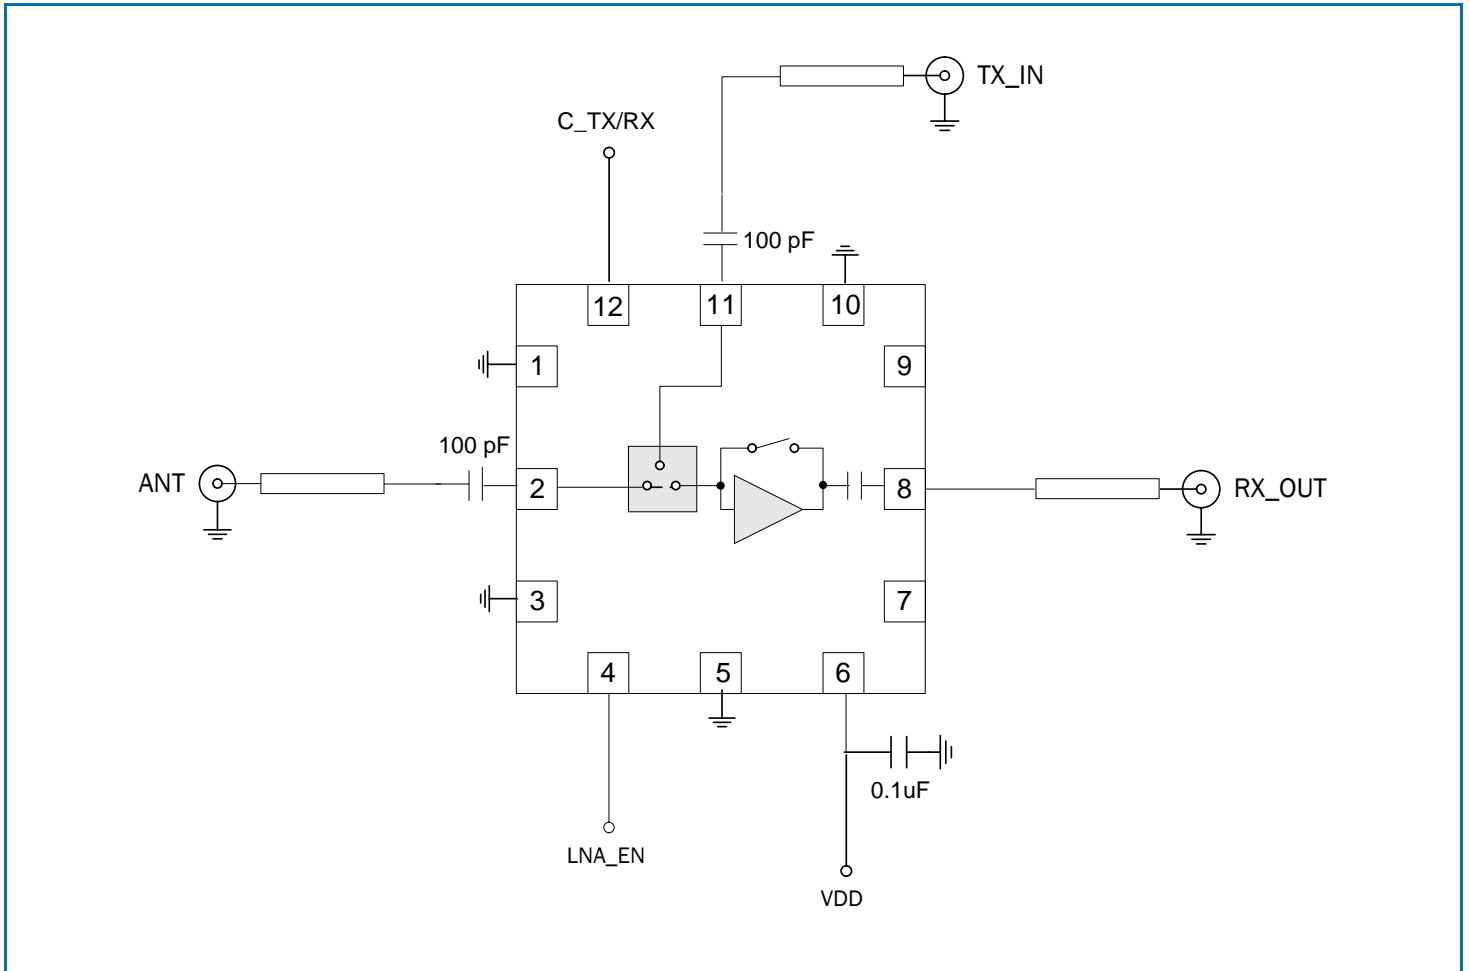 TX_IN
C_TX/RX
100 pF
12
11
10
1
9
100 pF
ANT
2
8
RX_OUT
3
7
4
5
6
0.1uF
LNA_EN
VDD